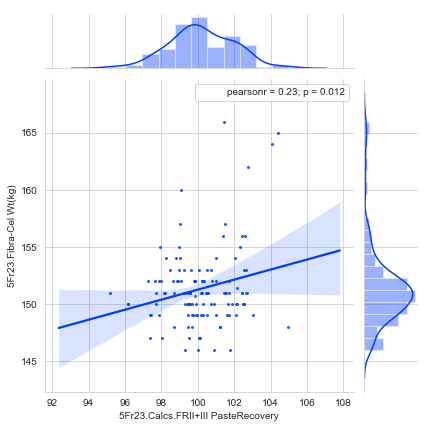 pearsonr = 0.23; p = 0.012
5Fr23.Fibra-Cel Wt(kg)
165
160
155
150
145
92 94 96 98 100 102 104 106 108
5Fr23.Calcs.FRII+III PasteRecovery